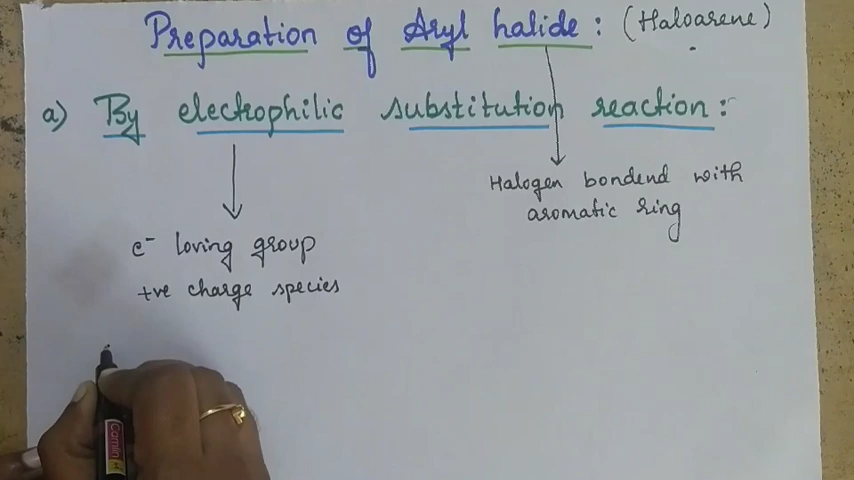 Preparation of Aryl halide : (Haloarene)
a) By electrophilic substitution reaction :
Halogen bondend with
aromatic ring
e⁻ loving group
+ve charge species
Camlin